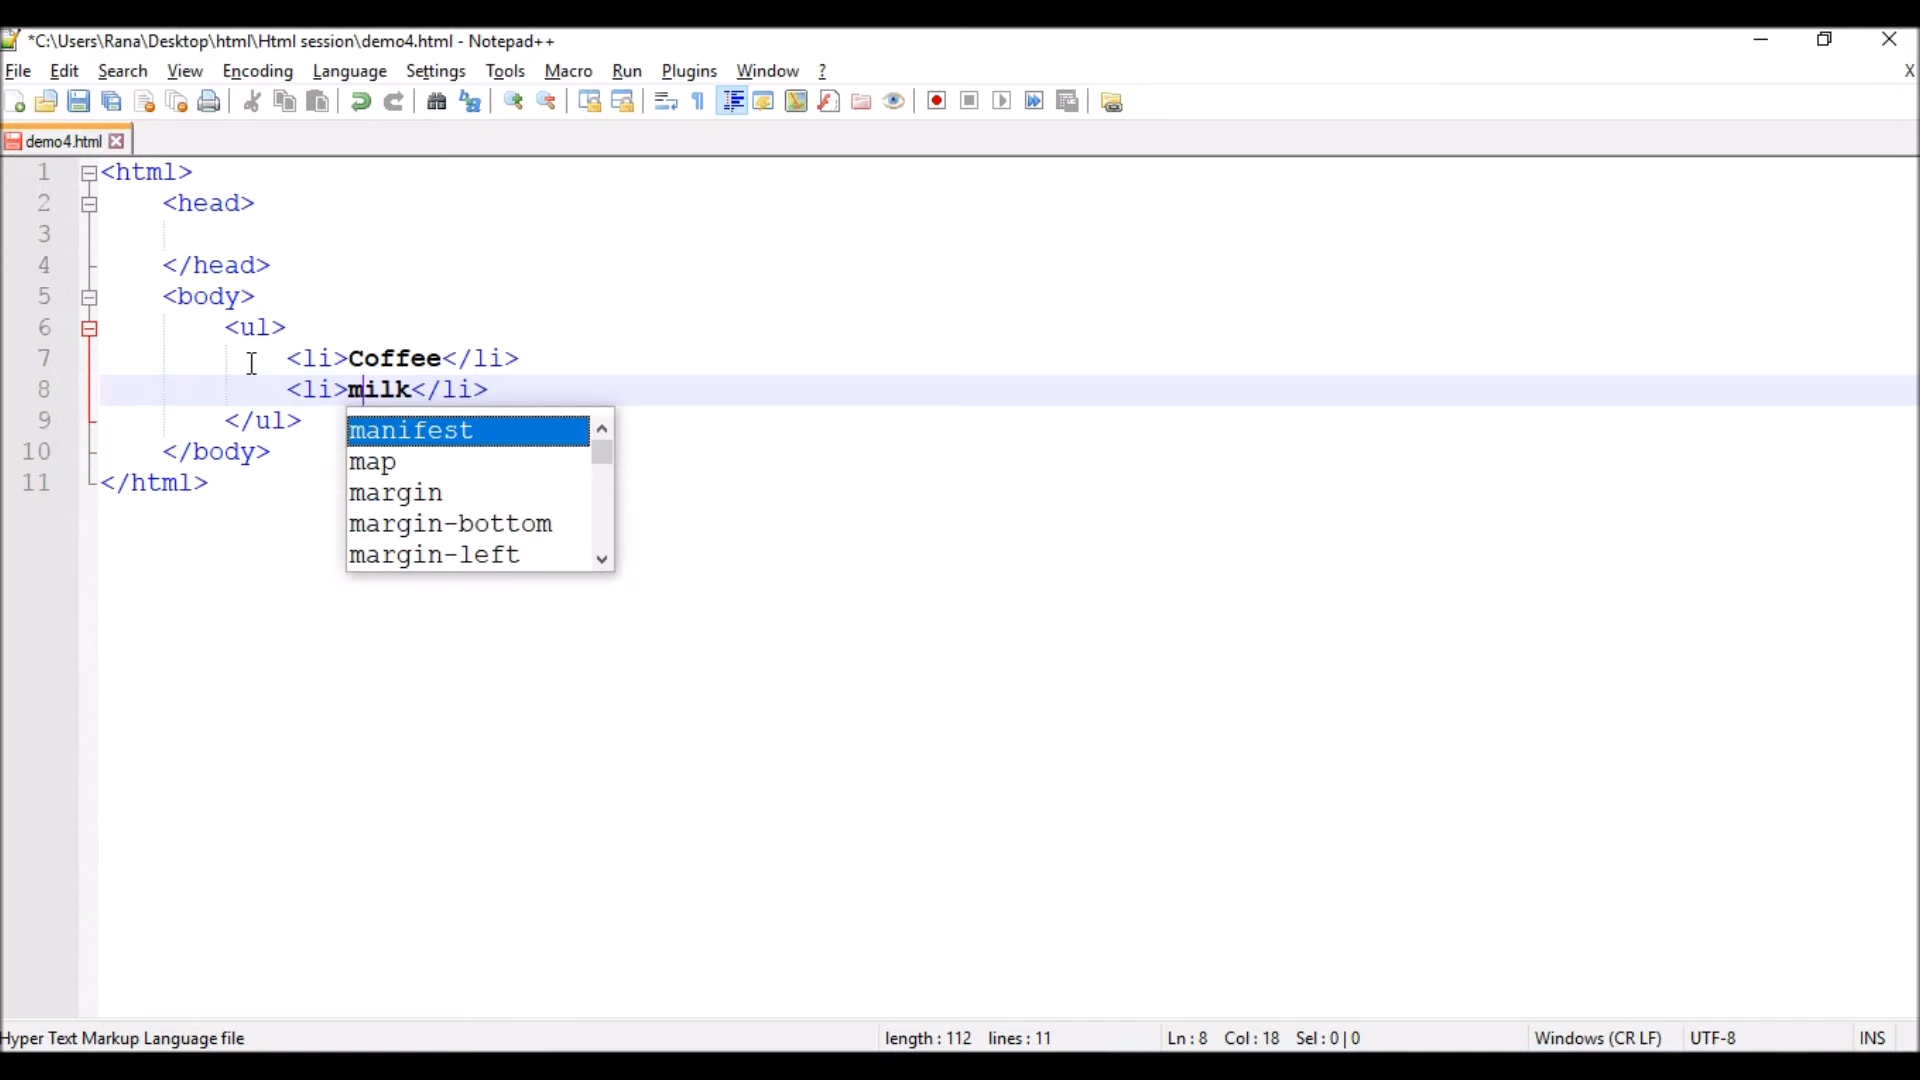 *C:\Users\Rana\Desktop\html\Html session\demo4.html - Notepad++
File Edit Search View Encoding Language Settings Tools Macro Run Plugins Window ? X
demo4.html
1 <html>
2 <head>
3
4 </head>
5 <body>
6 <ul>
7 <li>Coffee</li>
8 <li>milk</li>
9 </ul>
10 </body>
11 </html>
manifest
map
margin
margin-bottom
margin-left
Hyper Text Markup Language file length : 112 lines : 11 Ln : 8 Col : 18 Sel : 0 | 0 Windows (CR LF) UTF-8 INS